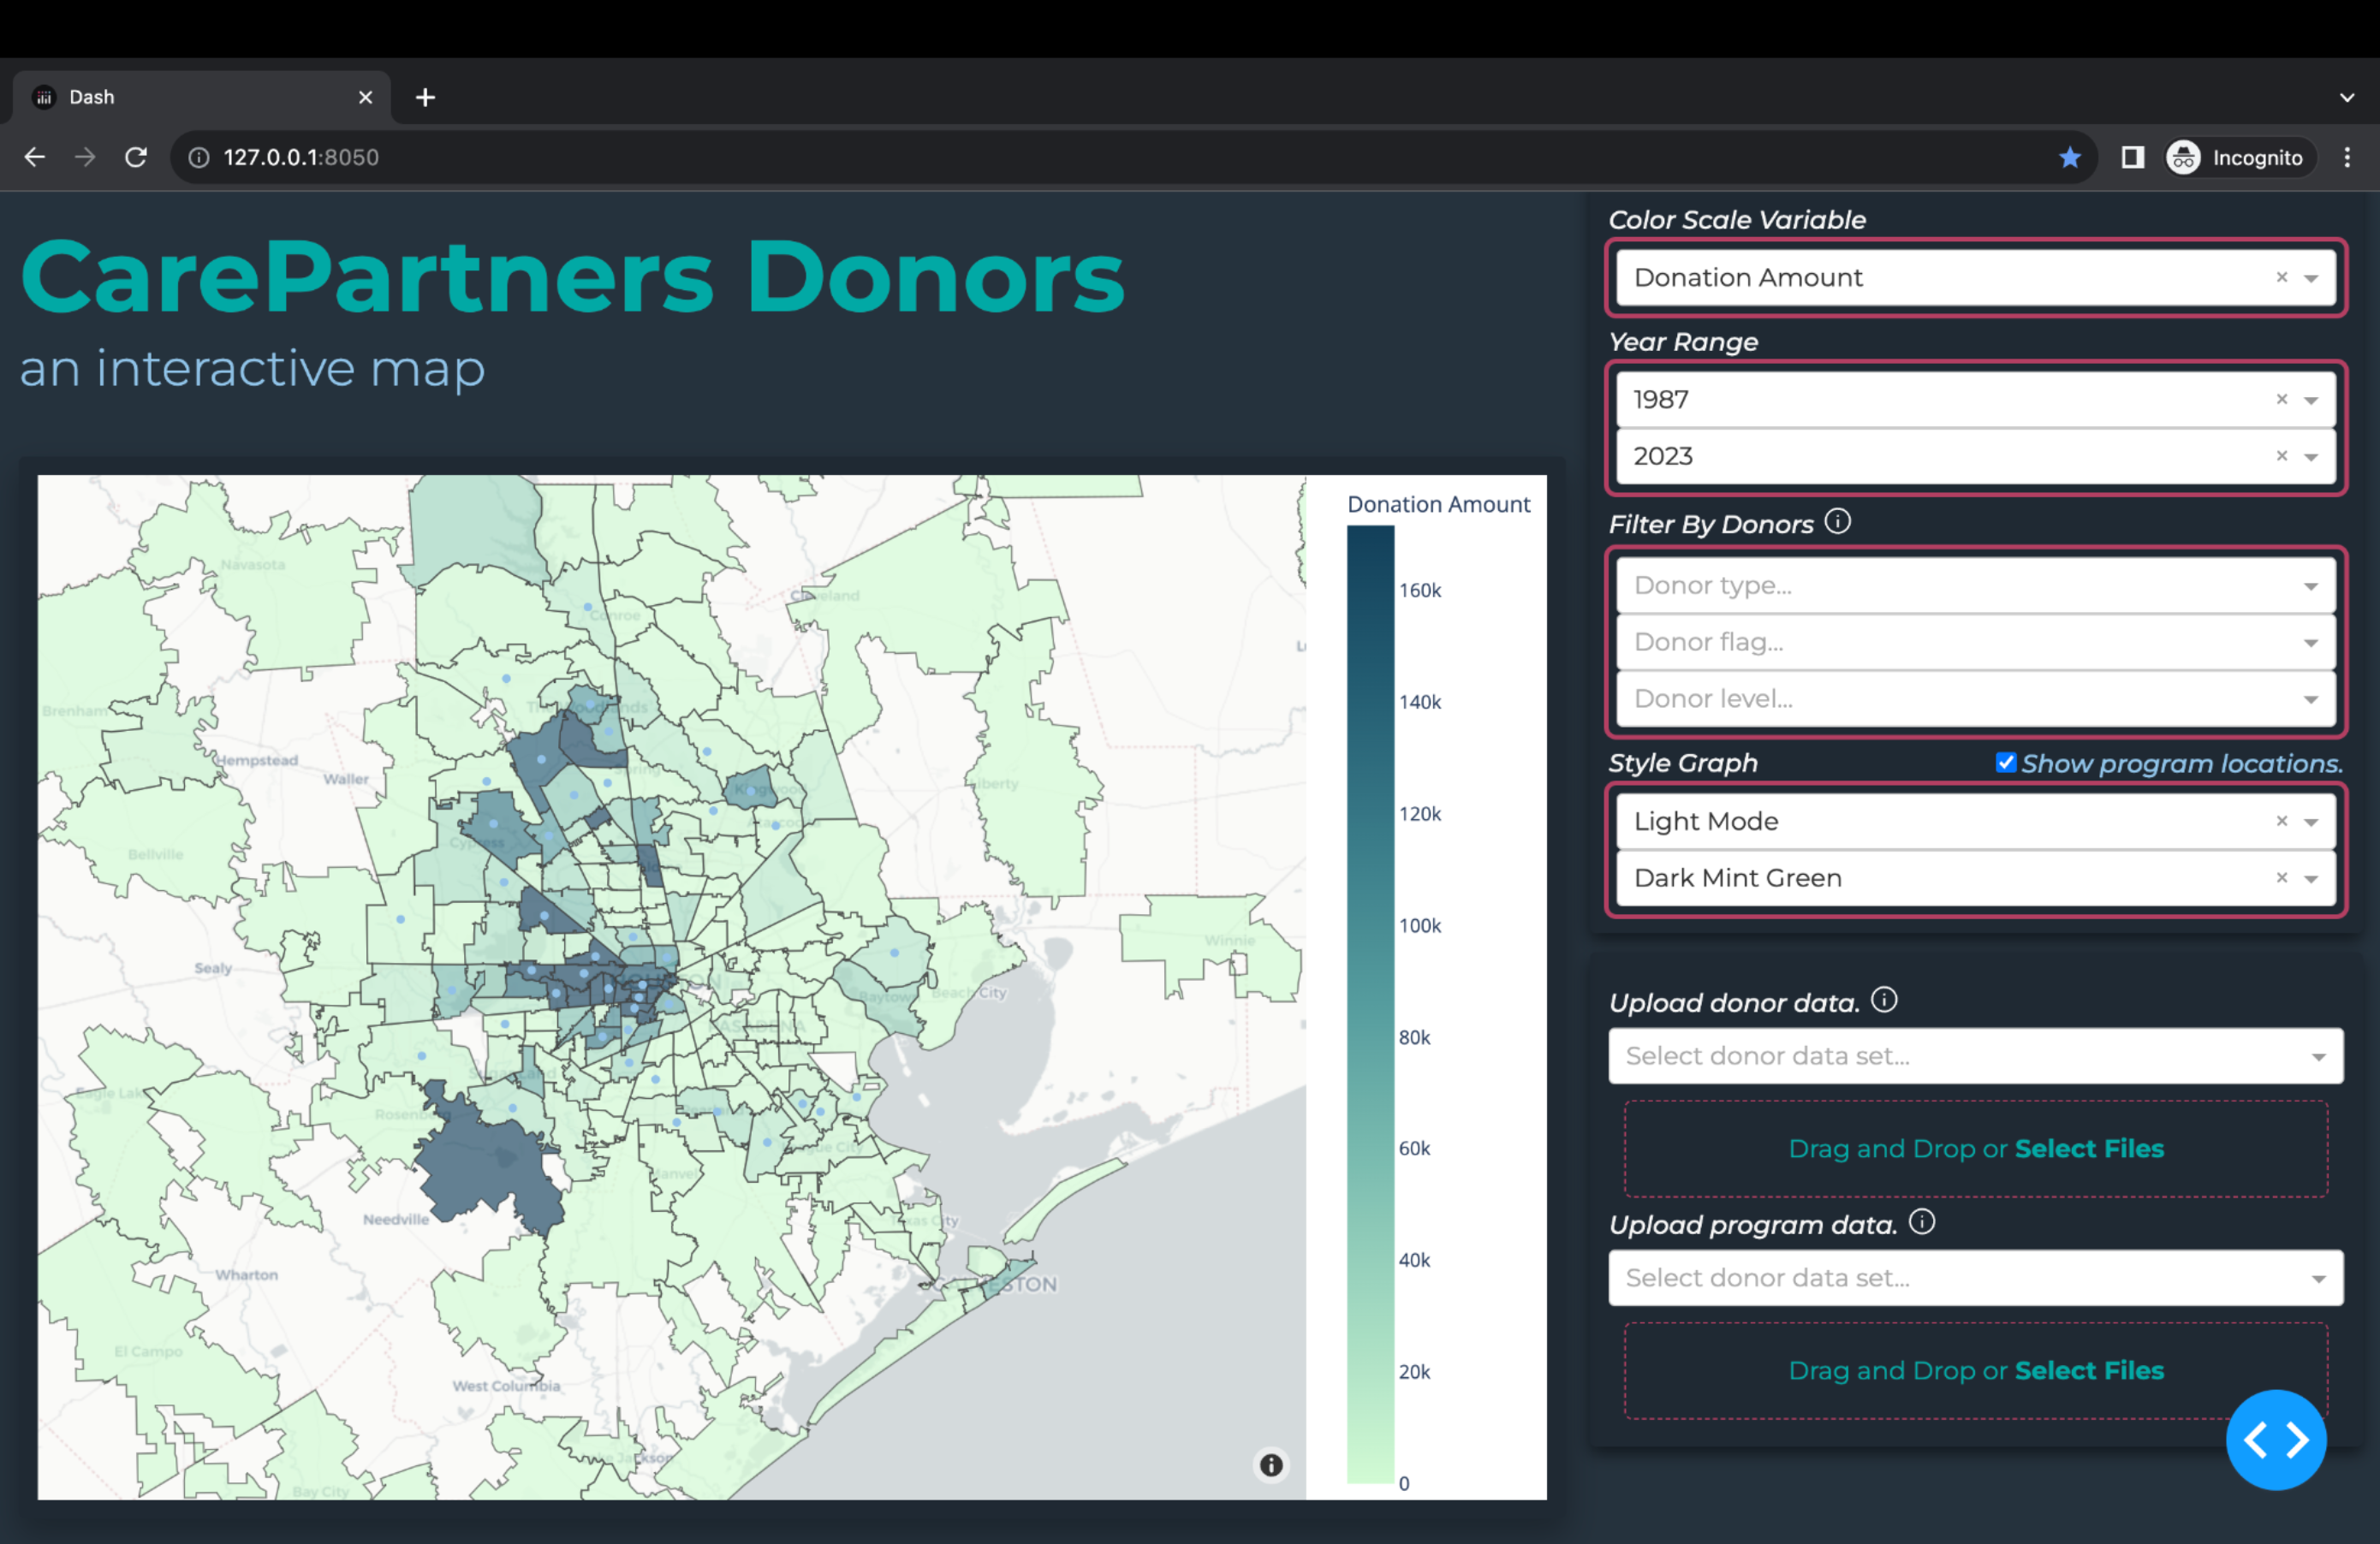 Dash
127.0.0.1:8050
Incognito
CarePartners Donors
an interactive map
Color Scale Variable
Donation Amount
Year Range
1987
2023
Filter By Donors
Donor type...
Donor flag...
Donor level...
Style Graph
Show program locations.
Light Mode
Dark Mint Green
Upload donor data.
Select donor data set...
Drag and Drop or Select Files
Upload program data.
Select donor data set...
Drag and Drop or Select Files
Donation Amount
160k
140k
120k
100k
80k
60k
40k
20k
0
Navasota
Cleveland
Conroe
Brenham
The Woodlands
Hempstead
Waller
Spring
Kingwood
Liberty
Atascocita
Cypress
Bellville
Winnie
Sealy
HOUSTON
Baytown
Beach City
PASADENA
Sugar Land
Eagle Lake
Rosenberg
Pearland
League City
Manvel
Needville
Texas City
Wharton
GALVESTON
El Campo
West Columbia
Lake Jackson
Bay City